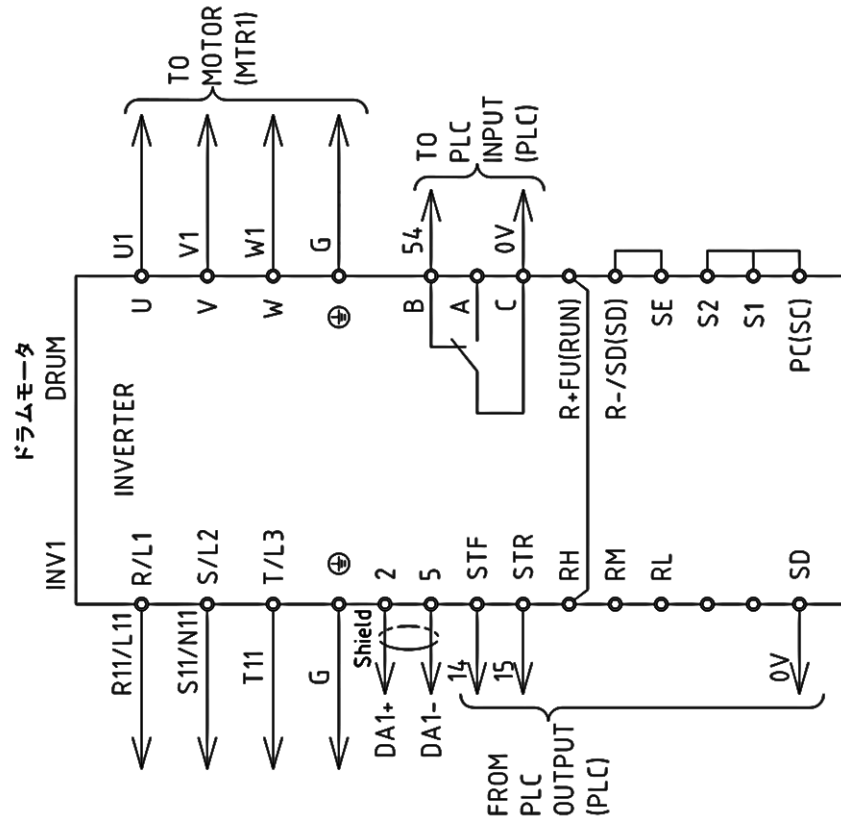 ドラムモータ
INV1
DRUM
INVERTER
R11/L11
R/L1
U
U1
S11/N11
S/L2
V
V1
T11
T/L3
W
W1
G
G
TO
MOTOR
(MTR1)
Shield
DA1+
2
B
54
DA1-
5
A
14
STF
C
0V
15
STR
TO
PLC
INPUT
(PLC)
RH
R+FU(RUN)
RM
R-/SD(SD)
RL
SE
S2
S1
0V
SD
PC(SC)
FROM
PLC
OUTPUT
(PLC)